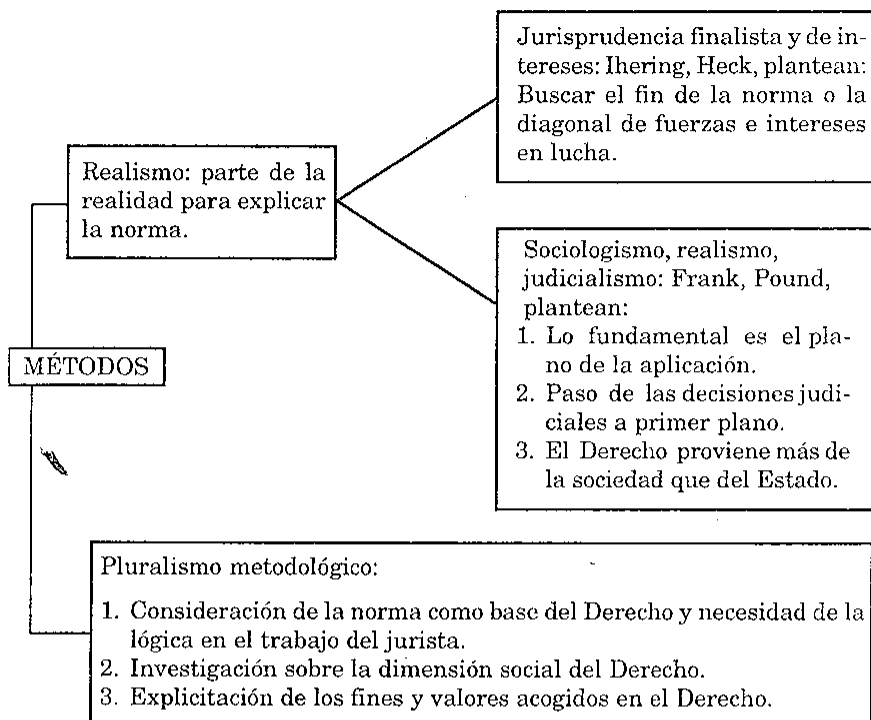 Jurisprudencia finalista y de in-
tereses: Ihering, Heck, plantean:
Buscar el fin de la norma o la
diagonal de fuerzas e intereses
en lucha.
Realismo: parte de la
realidad para explicar
la norma.
Sociologismo, realismo,
judicialismo: Frank, Pound,
plantean:
1. Lo fundamental es el pla-
no de la aplicación.
2. Paso de las decisiones judi-
ciales a primer plano.
3. El Derecho proviene más de
la sociedad que del Estado.
MÉTODOS
Pluralismo metodológico:
1. Consideración de la norma como base del Derecho y necesidad de la
lógica en el trabajo del jurista.
2. Investigación sobre la dimensión social del Derecho.
3. Explicitación de los fines y valores acogidos en el Derecho.